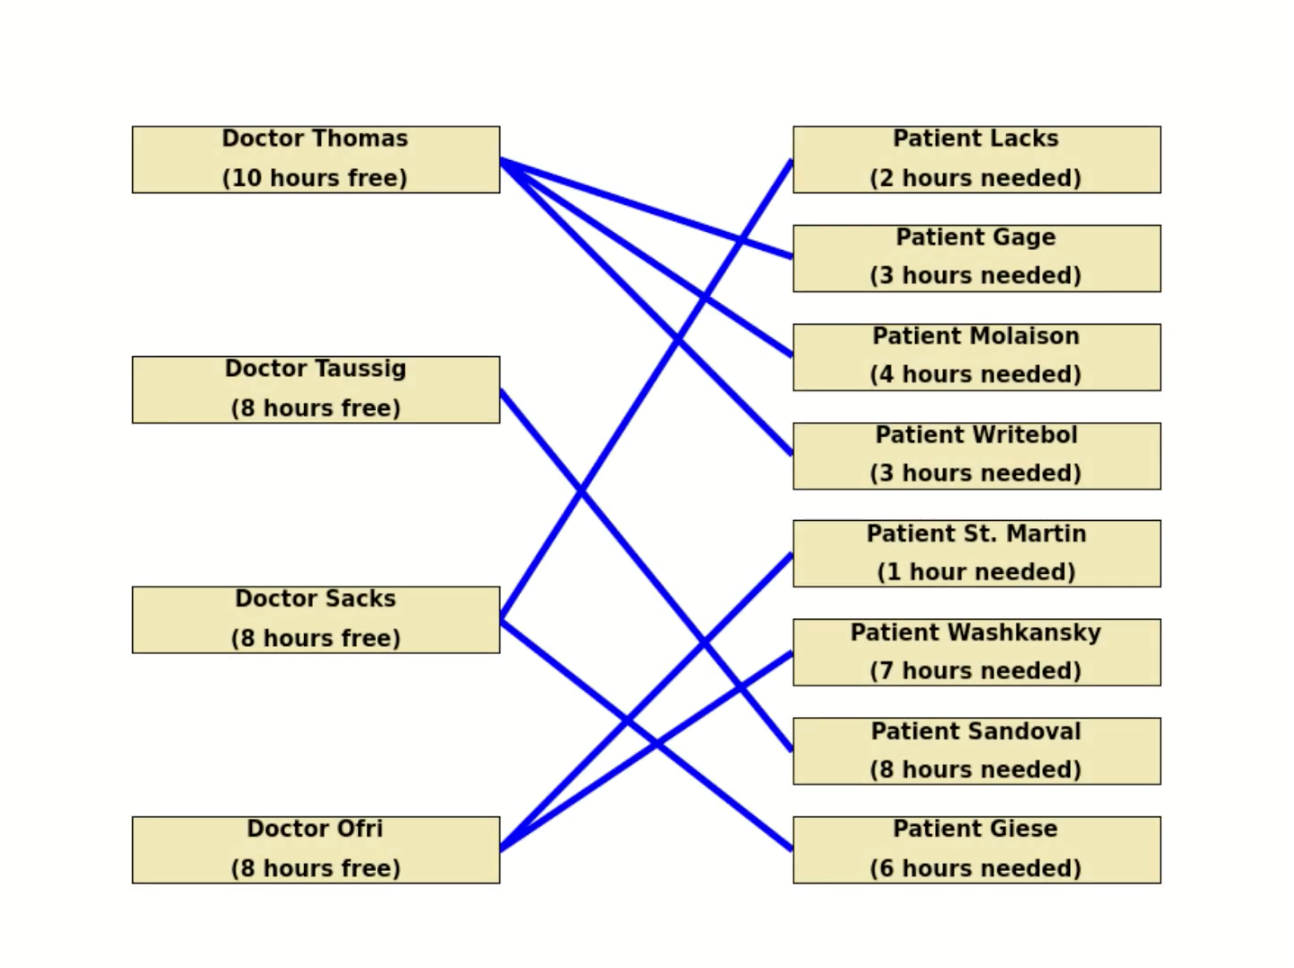 Doctor Thomas
(10 hours free)
Doctor Taussig
(8 hours free)
Doctor Sacks
(8 hours free)
Doctor Ofri
(8 hours free)
Patient Lacks
(2 hours needed)
Patient Gage
(3 hours needed)
Patient Molaison
(4 hours needed)
Patient Writebol
(3 hours needed)
Patient St. Martin
(1 hour needed)
Patient Washkansky
(7 hours needed)
Patient Sandoval
(8 hours needed)
Patient Giese
(6 hours needed)